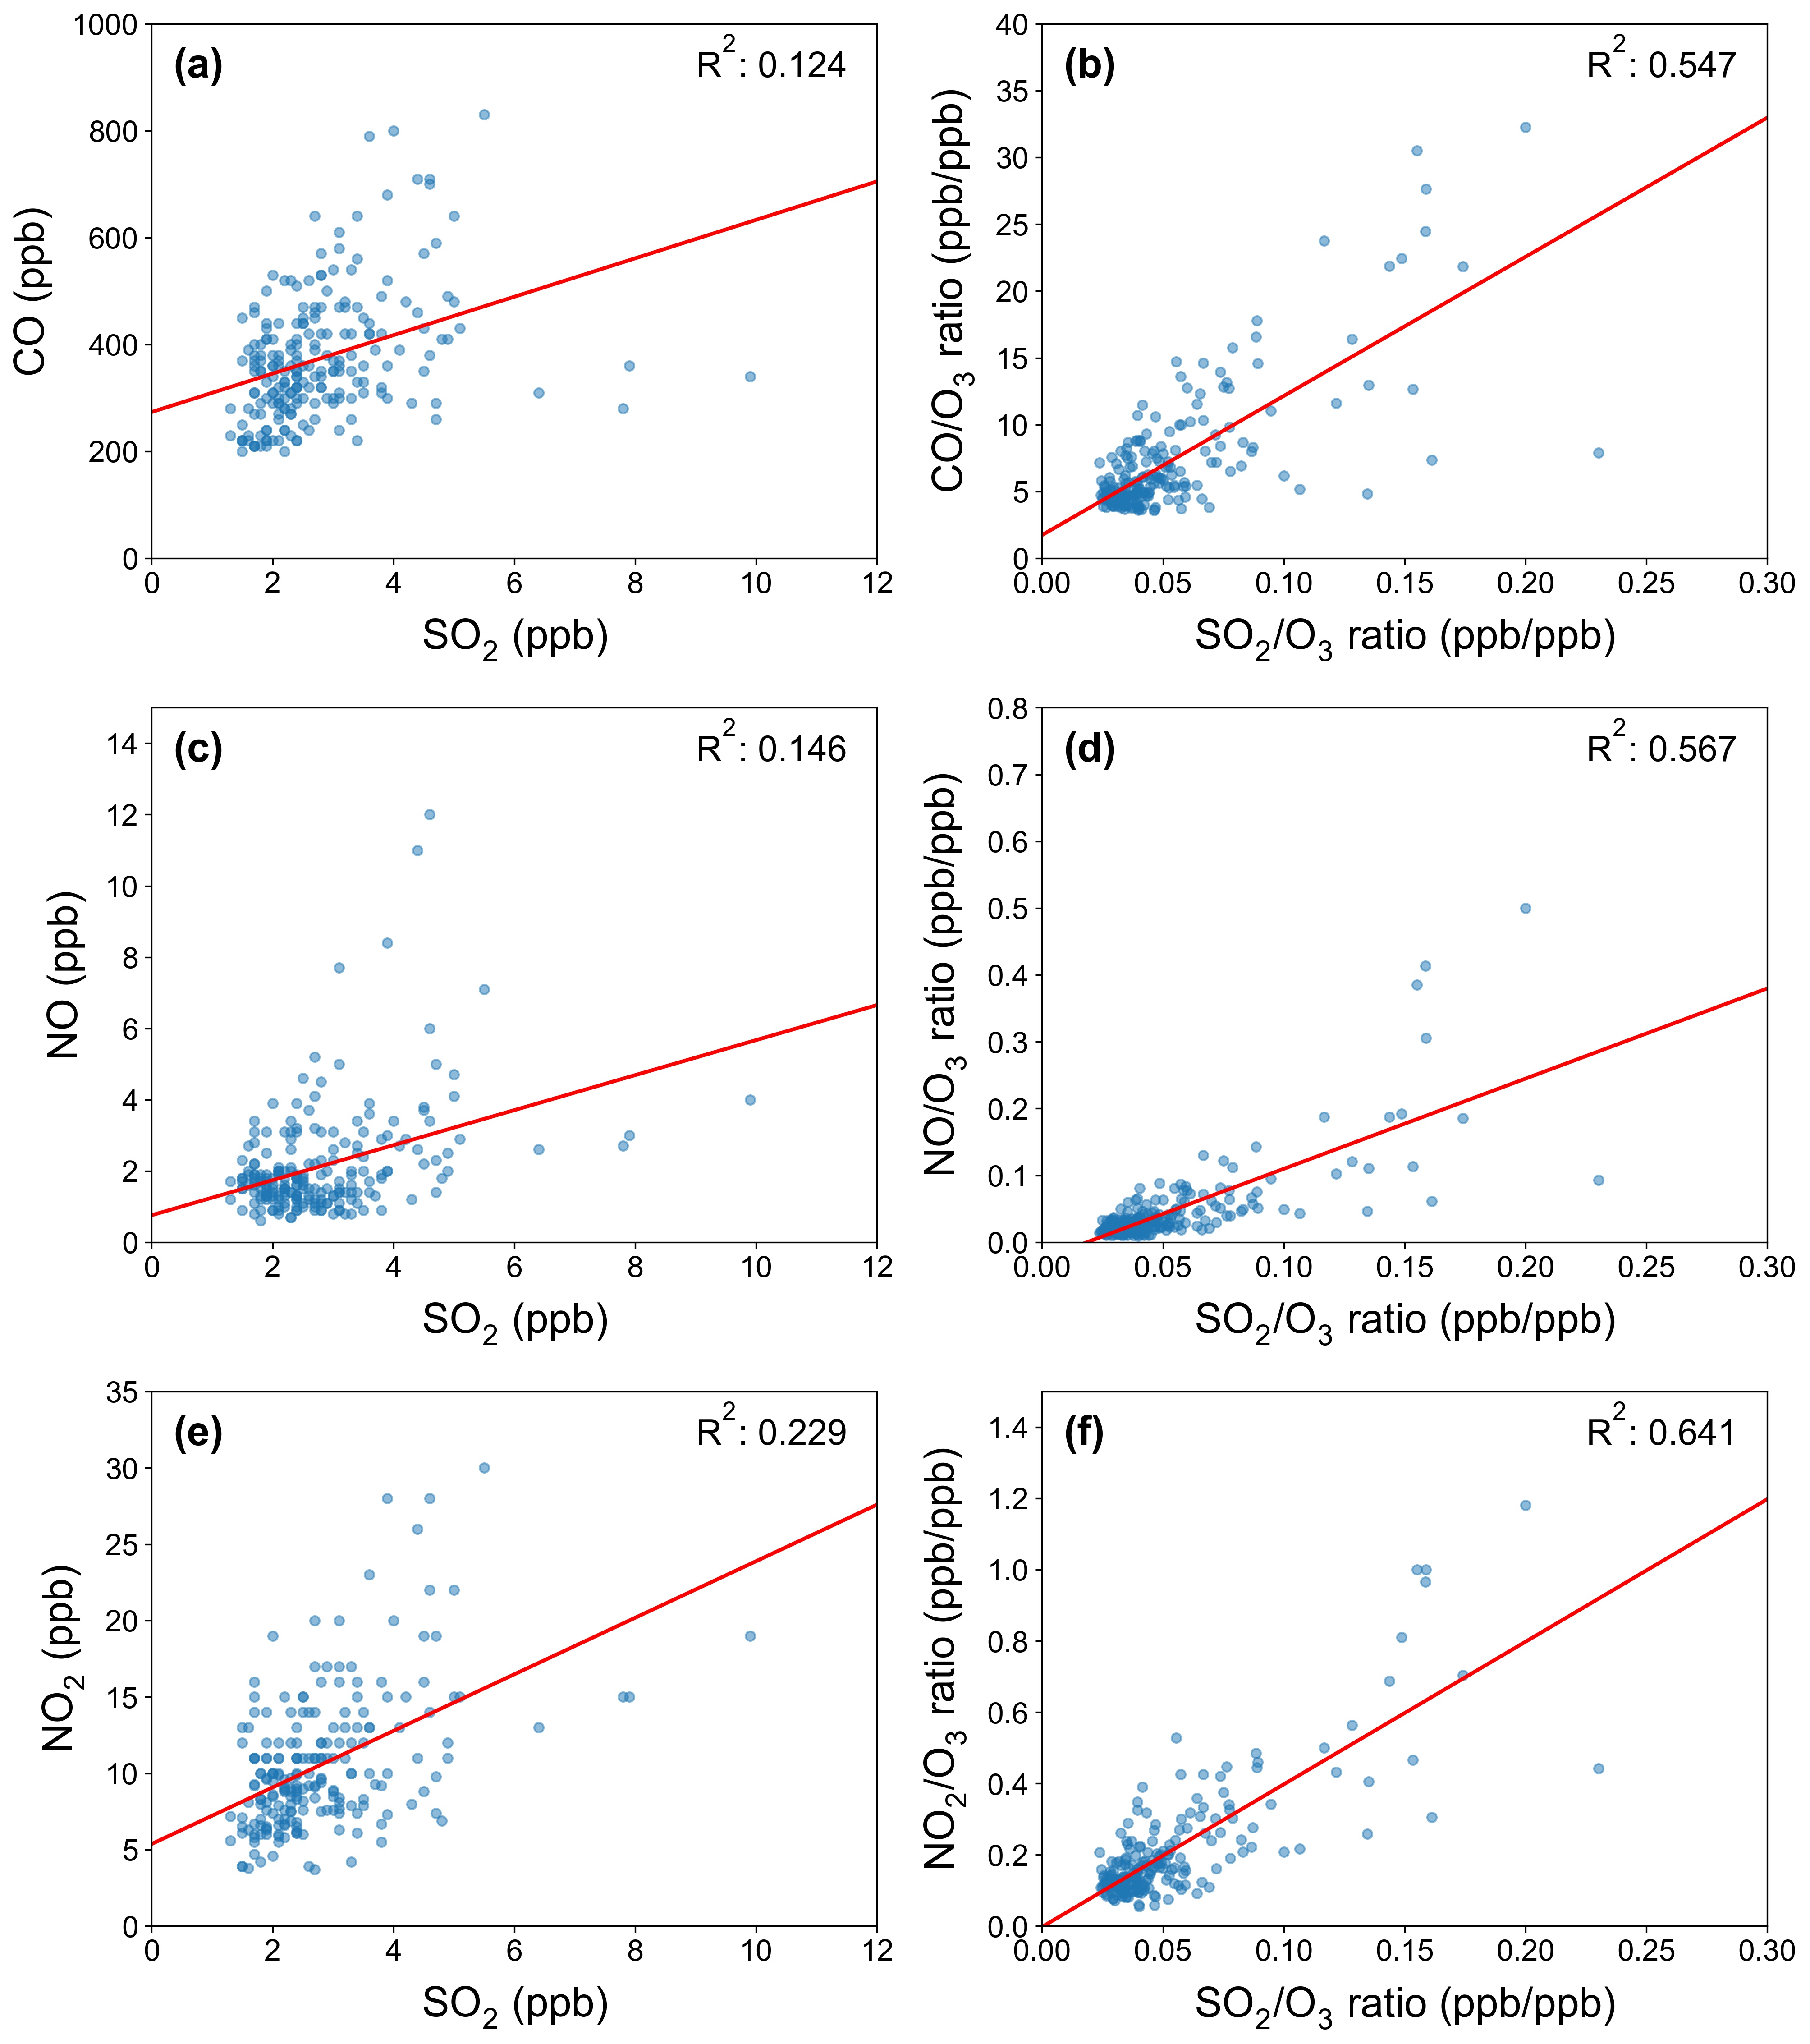 (a)
R²: 0.124
1000
800
600
400
200
0
CO (ppb)
0 2 4 6 8 10 12
SO₂ (ppb)
(b)
R²: 0.547
40
35
30
25
20
15
10
5
0
CO/O₃ ratio (ppb/ppb)
0.00 0.05 0.10 0.15 0.20 0.25 0.30
SO₂/O₃ ratio (ppb/ppb)
(c)
R²: 0.146
14
12
10
8
6
4
2
0
NO (ppb)
0 2 4 6 8 10 12
SO₂ (ppb)
(d)
R²: 0.567
0.8
0.7
0.6
0.5
0.4
0.3
0.2
0.1
0.0
NO/O₃ ratio (ppb/ppb)
0.00 0.05 0.10 0.15 0.20 0.25 0.30
SO₂/O₃ ratio (ppb/ppb)
(e)
R²: 0.229
35
30
25
20
15
10
5
0
NO₂ (ppb)
0 2 4 6 8 10 12
SO₂ (ppb)
(f)
R²: 0.641
1.4
1.2
1.0
0.8
0.6
0.4
0.2
0.0
NO₂/O₃ ratio (ppb/ppb)
0.00 0.05 0.10 0.15 0.20 0.25 0.30
SO₂/O₃ ratio (ppb/ppb)